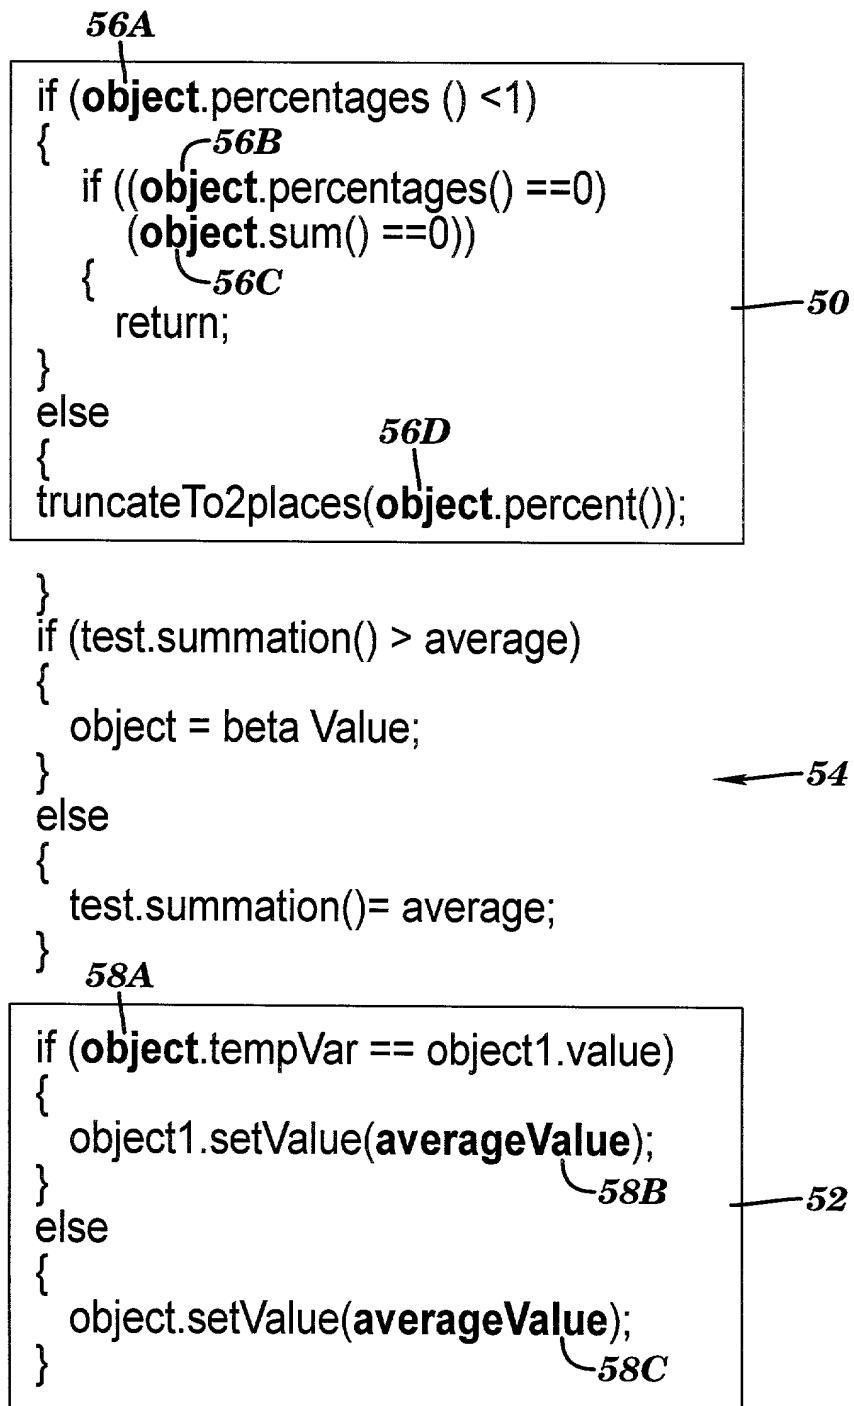 56A
if (object.percentages () <1)
{
56B
if ((object.percentages() ==0)
(object.sum() ==0))
{
56C
50
return;
}
else
56D
{
truncateTo2places(object.percent());
}
if (test.summation() > average)
{
object = beta Value;
}
54
else
{
test.summation()= average;
}
58A
if (object.tempVar == object1.value)
{
object1.setValue(averageValue);
}
58B
52
else
{
object.setValue(averageValue);
}
58C